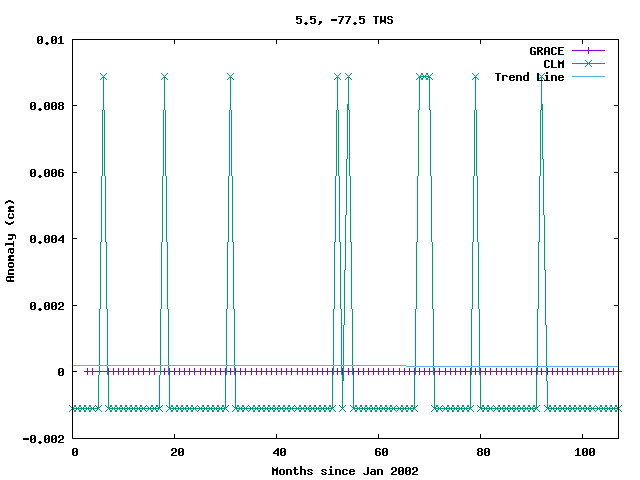 5.5, -77.5 TWS
0.01
GRACE
CLM
Trend Line
0.008
0.006
0.004
0.002
0
-0.002
Anomaly (cm)
0 20 40 60 80 100
Months since Jan 2002